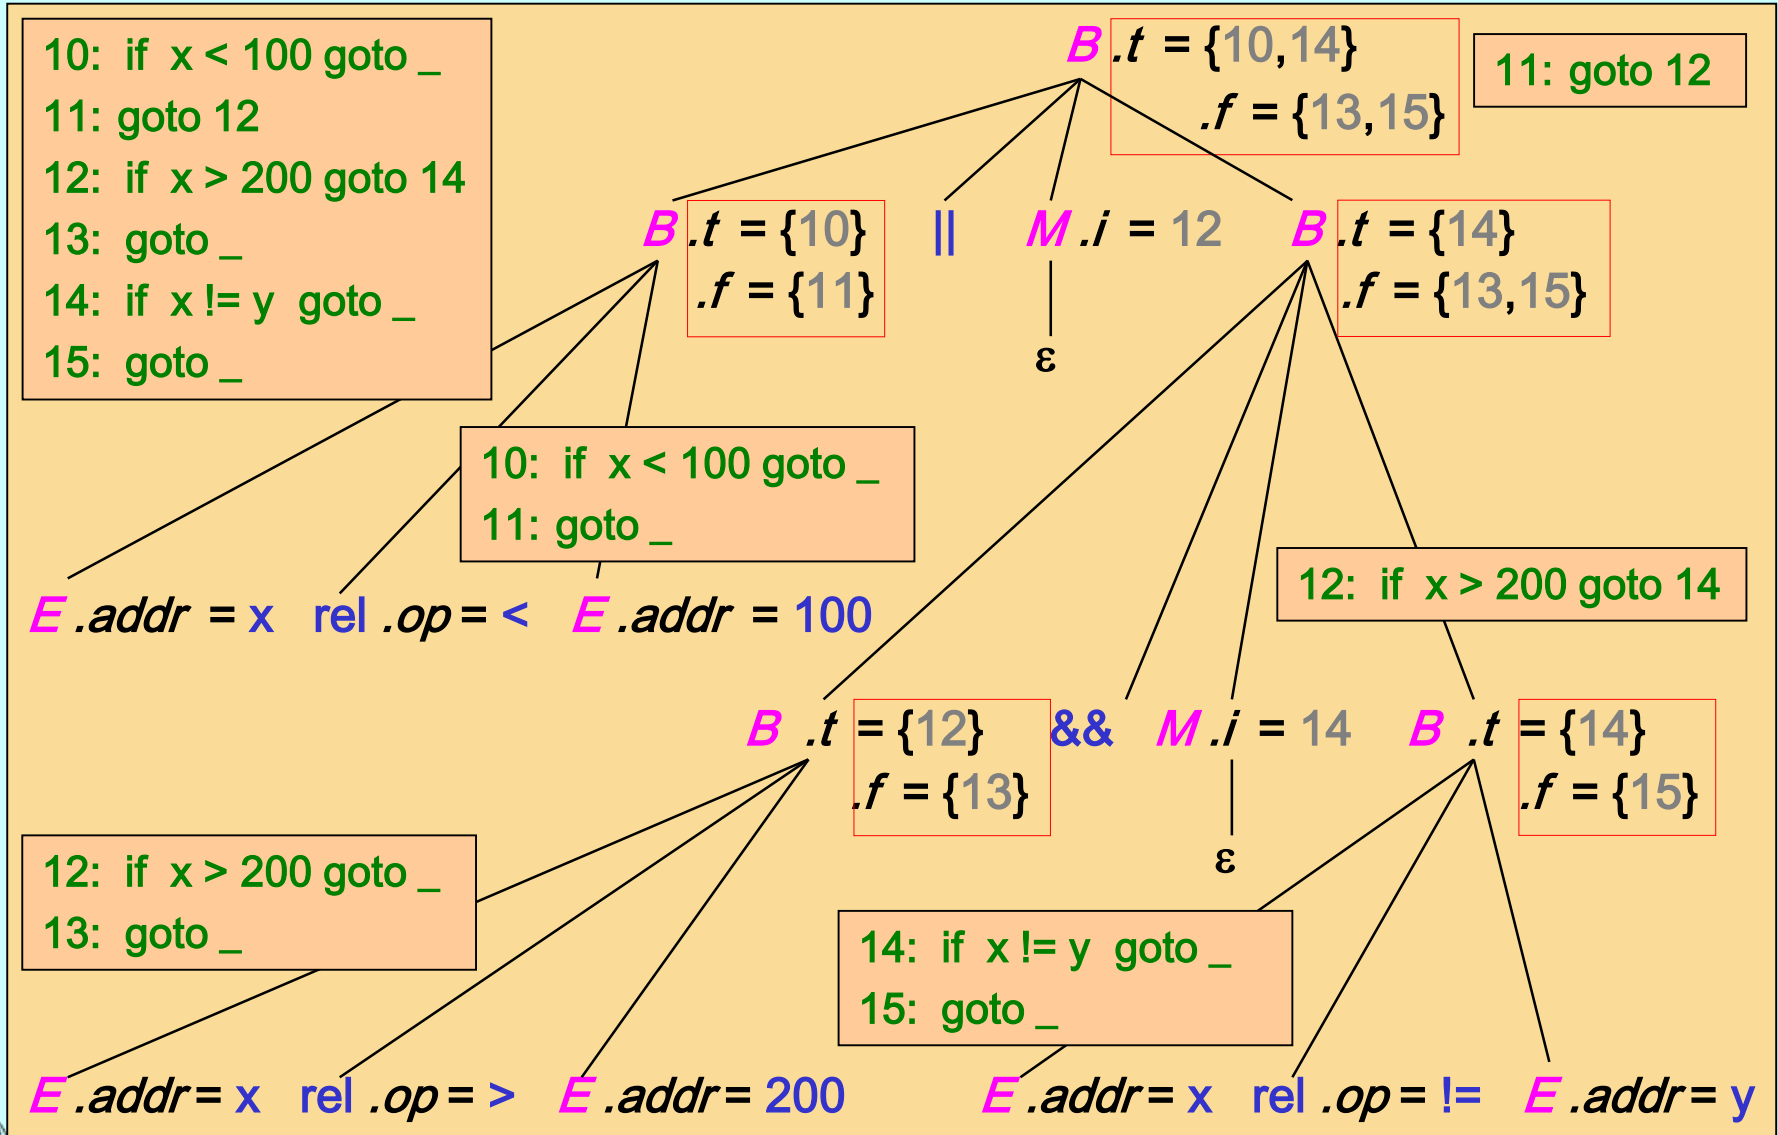 10: if x < 100 goto _
11: goto 12
12: if x > 200 goto 14
13: goto _
14: if x != y goto _
15: goto _
B .t = {10,14}
.f = {13,15}
11: goto 12
B .t = {10} || M .i = 12 B .t = {14}
.f = {11} .f = {13,15}
ε
10: if x < 100 goto _
11: goto _
12: if x > 200 goto 14
E .addr = x rel .op = < E .addr = 100
B .t = {12} && M .i = 14 B .t = {14}
.f = {13} .f = {15}
ε
12: if x > 200 goto _
13: goto _
14: if x != y goto _
15: goto _
E .addr = x rel .op = > E .addr = 200 E .addr = x rel .op = != E .addr = y